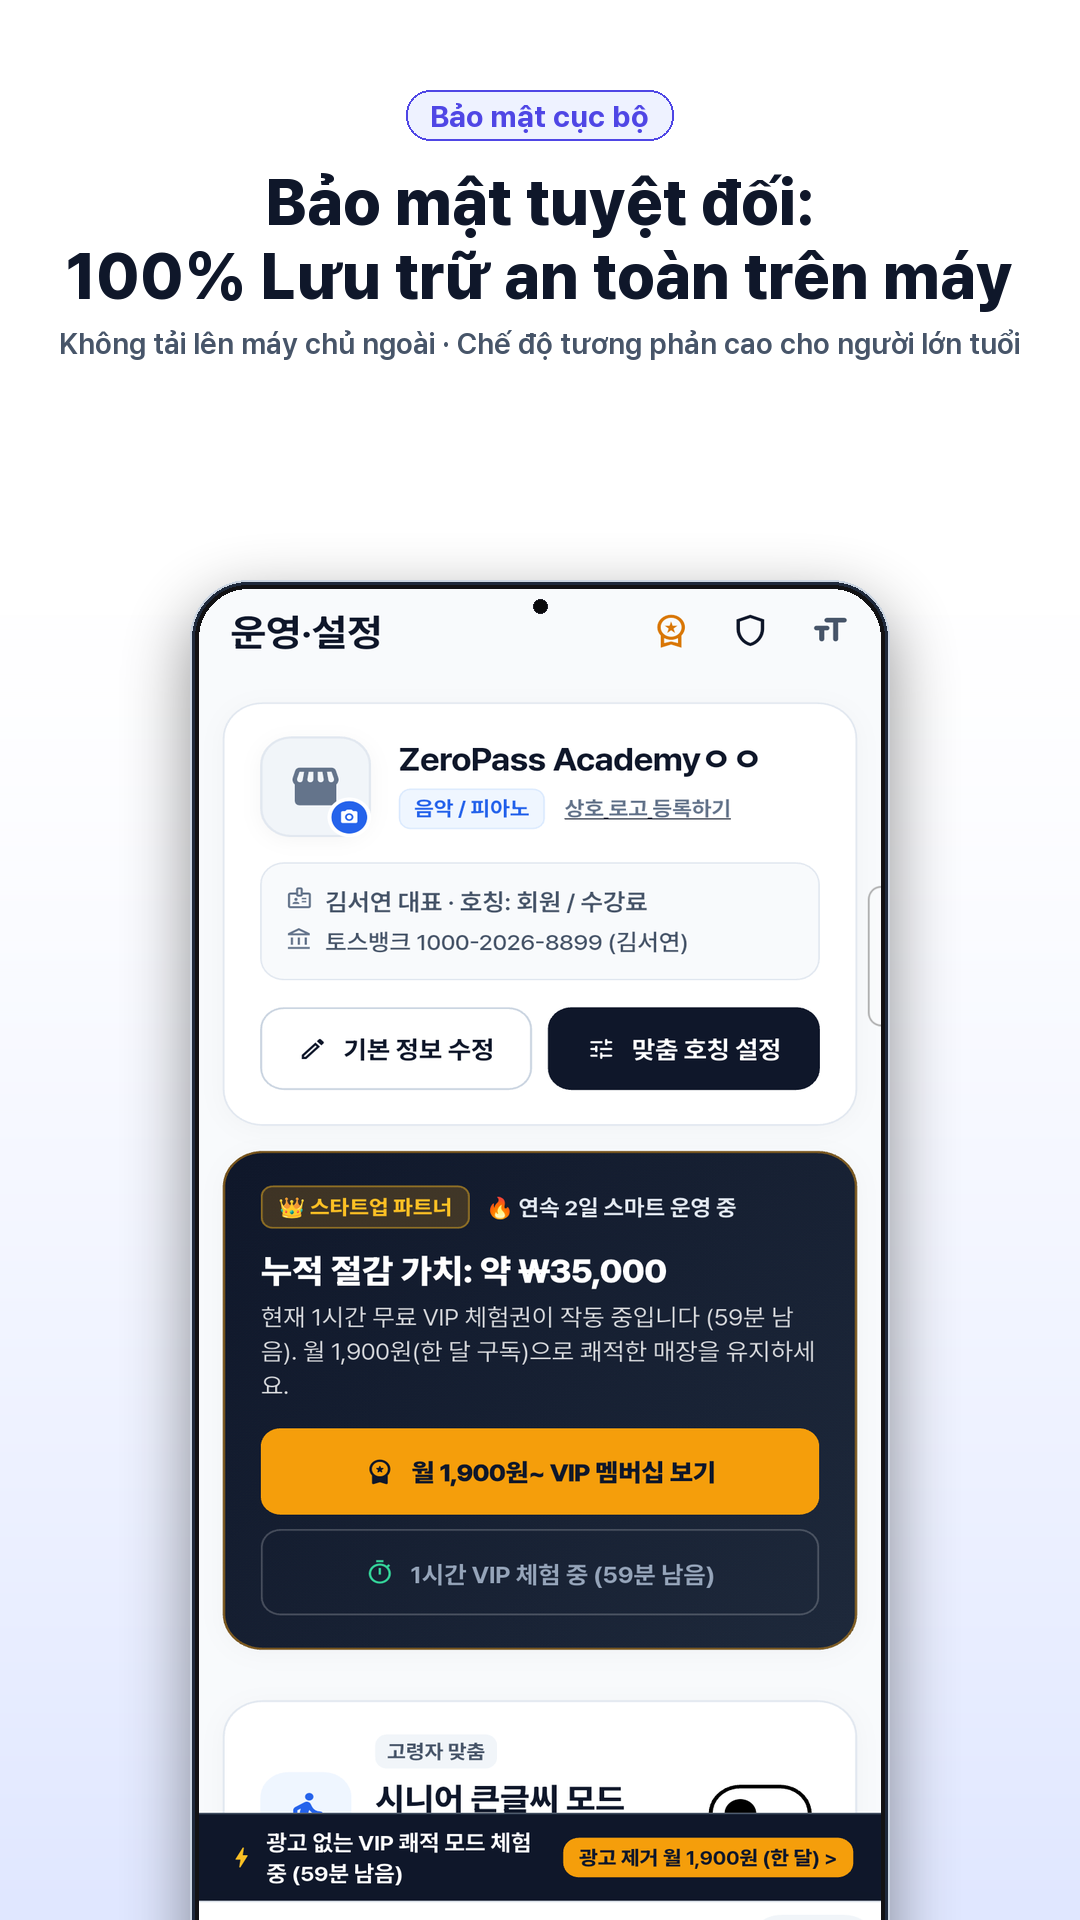 Bảo mật cục bộ
Bảo mật tuyệt đối:
100% Lưu trữ an toàn trên máy
Không tải lên máy chủ ngoài · Chế độ tương phản cao cho người lớn tuổi
운영·설정
ZeroPass Academyㅇㅇ
음악 / 피아노
상호 로고 등록하기
김서연 대표 · 호칭: 회원 / 수강료
토스뱅크 1000-2026-8899 (김서연)
기본 정보 수정
맞춤 호칭 설정
👑 스타트업 파트너
🔥 연속 2일 스마트 운영 중
누적 절감 가치: 약 ₩35,000
현재 1시간 무료 VIP 체험권이 작동 중입니다 (59분 남
음). 월 1,900원(한 달 구독)으로 쾌적한 매장을 유지하세
요.
월 1,900원~ VIP 멤버십 보기
1시간 VIP 체험 중 (59분 남음)
고령자 맞춤
시니어 큰글씨 모드
광고 없는 VIP 쾌적 모드 체험
중 (59분 남음)
광고 제거 월 1,900원 (한 달) >